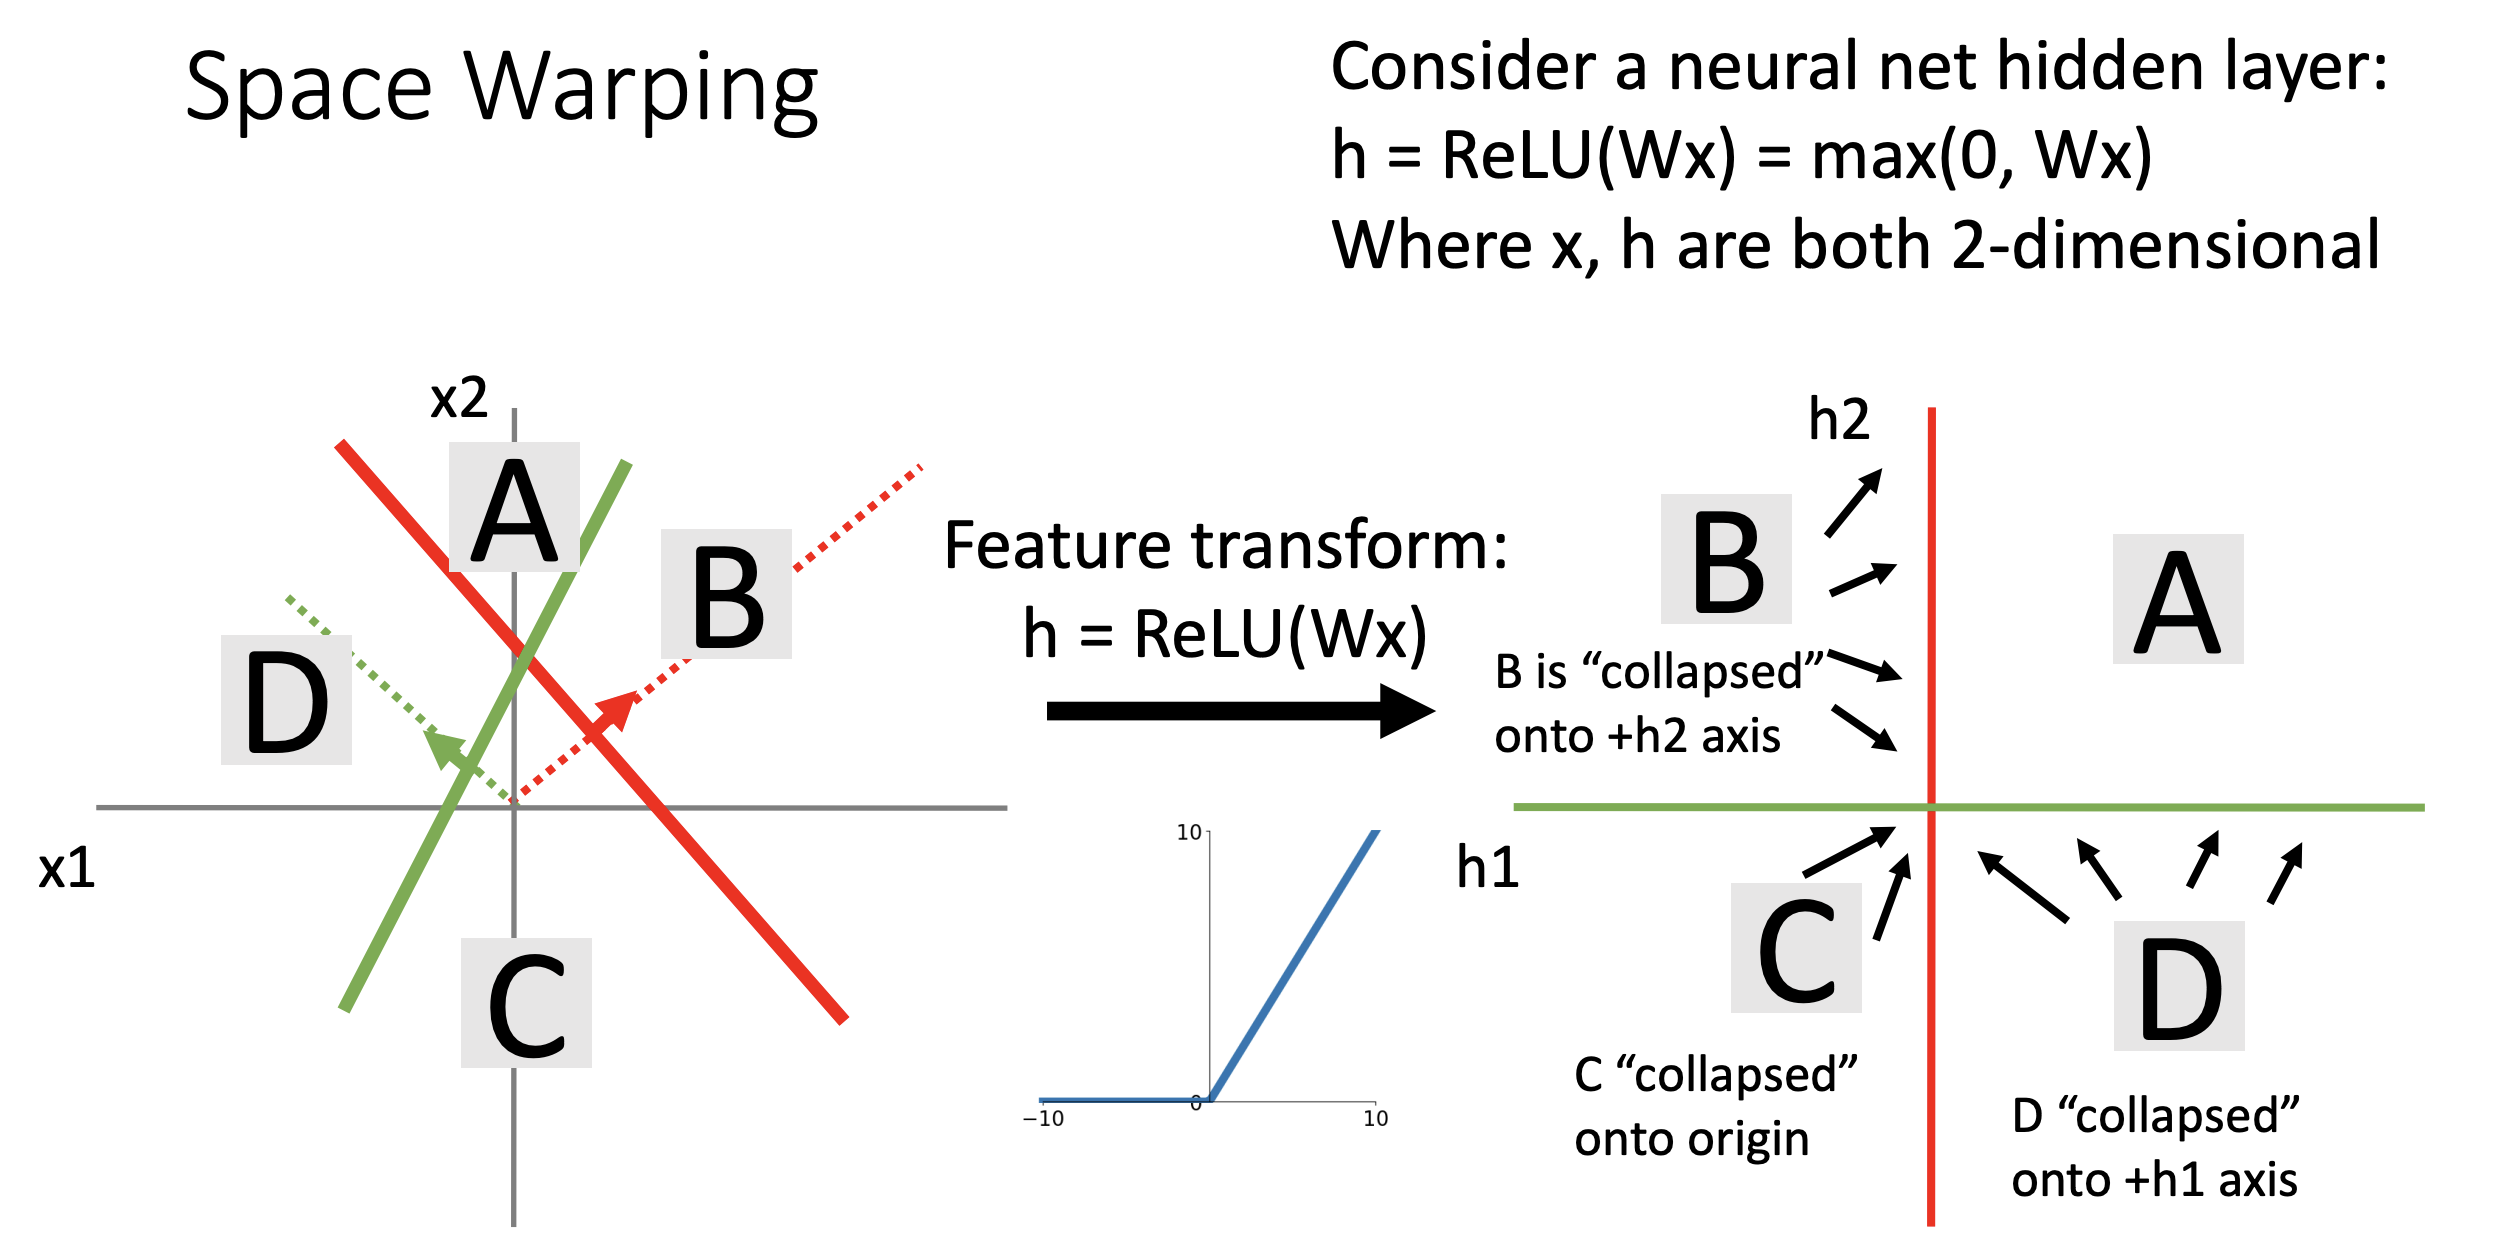 Space Warping
Consider a neural net hidden layer:
h = ReLU(Wx) = max(0, Wx)
Where x, h are both 2-dimensional
x2
A
B
D
x1
C
Feature transform:
h = ReLU(Wx)
10
0
−10
10
h2
B
A
B is “collapsed”
onto +h2 axis
h1
C
D
C “collapsed”
onto origin
D “collapsed”
onto +h1 axis